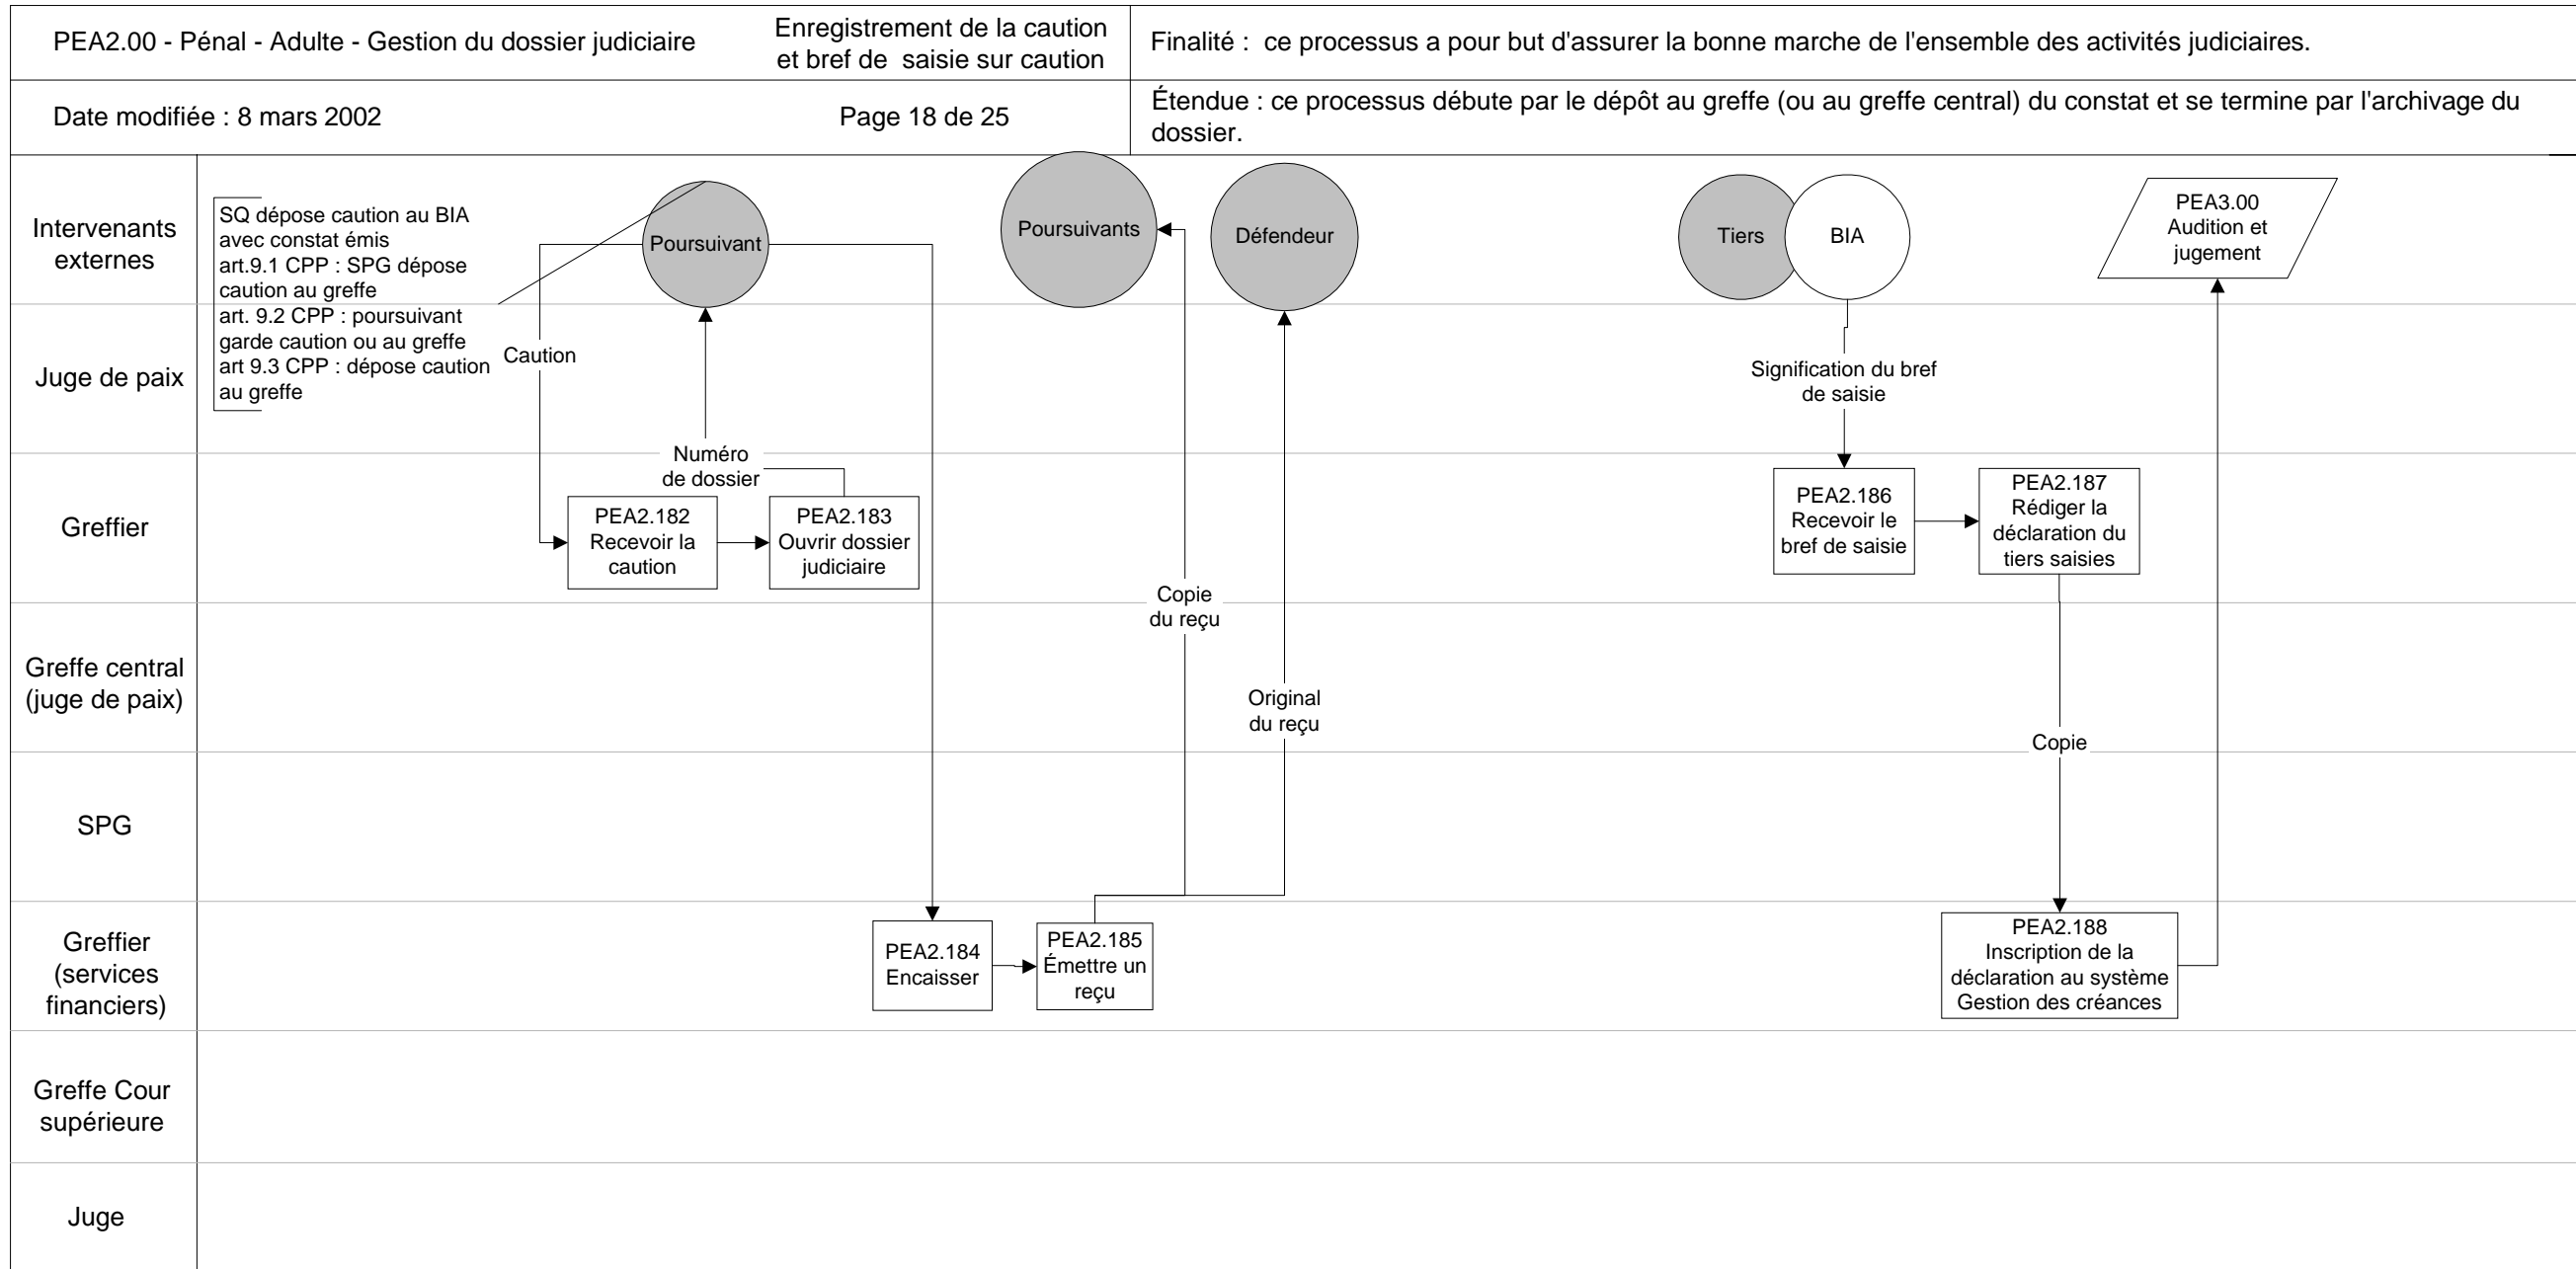 PEA2.00 - Pénal - Adulte - Gestion du dossier judiciaire
Enregistrement de la caution
et bref de saisie sur caution
Finalité : ce processus a pour but d'assurer la bonne marche de l'ensemble des activités judiciaires.
Date modifiée : 8 mars 2002
Page 18 de 25
Étendue : ce processus débute par le dépôt au greffe (ou au greffe central) du constat et se termine par l'archivage du
dossier.
Intervenants
externes
SQ dépose caution au BIA
avec constat émis
art.9.1 CPP : SPG dépose
caution au greffe
art. 9.2 CPP : poursuivant
garde caution ou au greffe
art 9.3 CPP : dépose caution
au greffe
Poursuivant
Poursuivants
Défendeur
Tiers
BIA
PEA3.00
Audition et
jugement
Juge de paix
Caution
Signification du bref
de saisie
Numéro
de dossier
Greffier
PEA2.182
Recevoir la
caution
PEA2.183
Ouvrir dossier
judiciaire
PEA2.186
Recevoir le
bref de saisie
PEA2.187
Rédiger la
déclaration du
tiers saisies
Copie
du reçu
Greffe central
(juge de paix)
Original
du reçu
Copie
SPG
Greffier
(services
financiers)
PEA2.184
Encaisser
PEA2.185
Émettre un
reçu
PEA2.188
Inscription de la
déclaration au système
Gestion des créances
Greffe Cour
supérieure
Juge